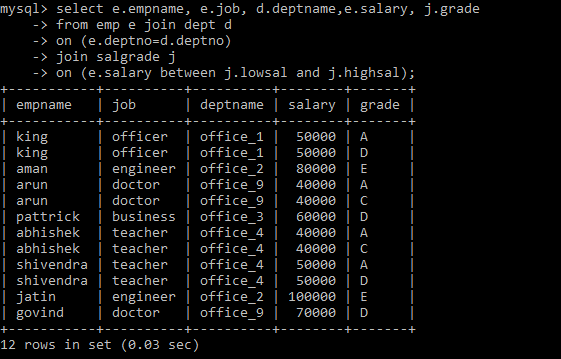 mysql> select e.empname, e.job, d.deptname,e.salary, j.grade
    -> from emp e join dept d
    -> on (e.deptno=d.deptno)
    -> join salgrade j
    -> on (e.salary between j.lowsal and j.highsal);
+-----------+----------+----------+--------+-------+
| empname   | job      | deptname | salary | grade |
+-----------+----------+----------+--------+-------+
| king      | officer  | office_1 |  50000 | A     |
| king      | officer  | office_1 |  50000 | D     |
| aman      | engineer | office_2 |  80000 | E     |
| arun      | doctor   | office_9 |  40000 | A     |
| arun      | doctor   | office_9 |  40000 | C     |
| pattrick  | business | office_3 |  60000 | D     |
| abhishek  | teacher  | office_4 |  40000 | A     |
| abhishek  | teacher  | office_4 |  40000 | C     |
| shivendra | teacher  | office_4 |  50000 | A     |
| shivendra | teacher  | office_4 |  50000 | D     |
| jatin     | engineer | office_2 | 100000 | E     |
| govind    | doctor   | office_9 |  70000 | D     |
+-----------+----------+----------+--------+-------+
12 rows in set (0.03 sec)